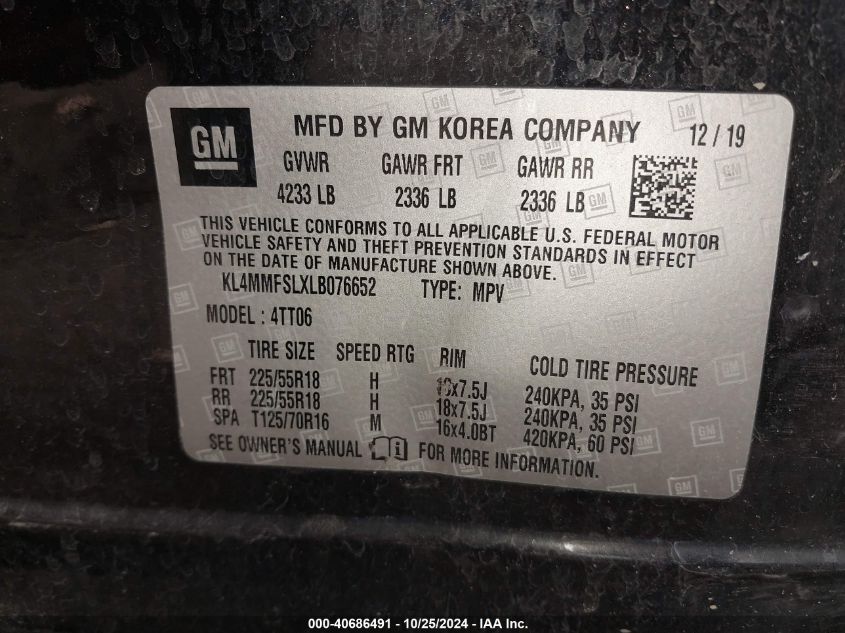 GM
MFD BY GM KOREA COMPANY 12 / 19
GVWR GAWR FRT GAWR RR
4233 LB 2336 LB 2336 LB
THIS VEHICLE CONFORMS TO ALL APPLICABLE U.S. FEDERAL MOTOR
VEHICLE SAFETY AND THEFT PREVENTION STANDARDS IN EFFECT
ON THE DATE OF MANUFACTURE SHOWN ABOVE.
KL4MMFSLXLB076652 TYPE: MPV
MODEL : 4TT06
TIRE SIZE SPEED RTG RIM COLD TIRE PRESSURE
FRT 225/55R18 H 18x7.5J 240KPA, 35 PSI
RR 225/55R18 H 18x7.5J 240KPA, 35 PSI
SPA T125/70R16 M 16x4.0BT 420KPA, 60 PSI
SEE OWNER'S MANUAL FOR MORE INFORMATION.
000-40686491 - 10/25/2024 - IAA Inc.